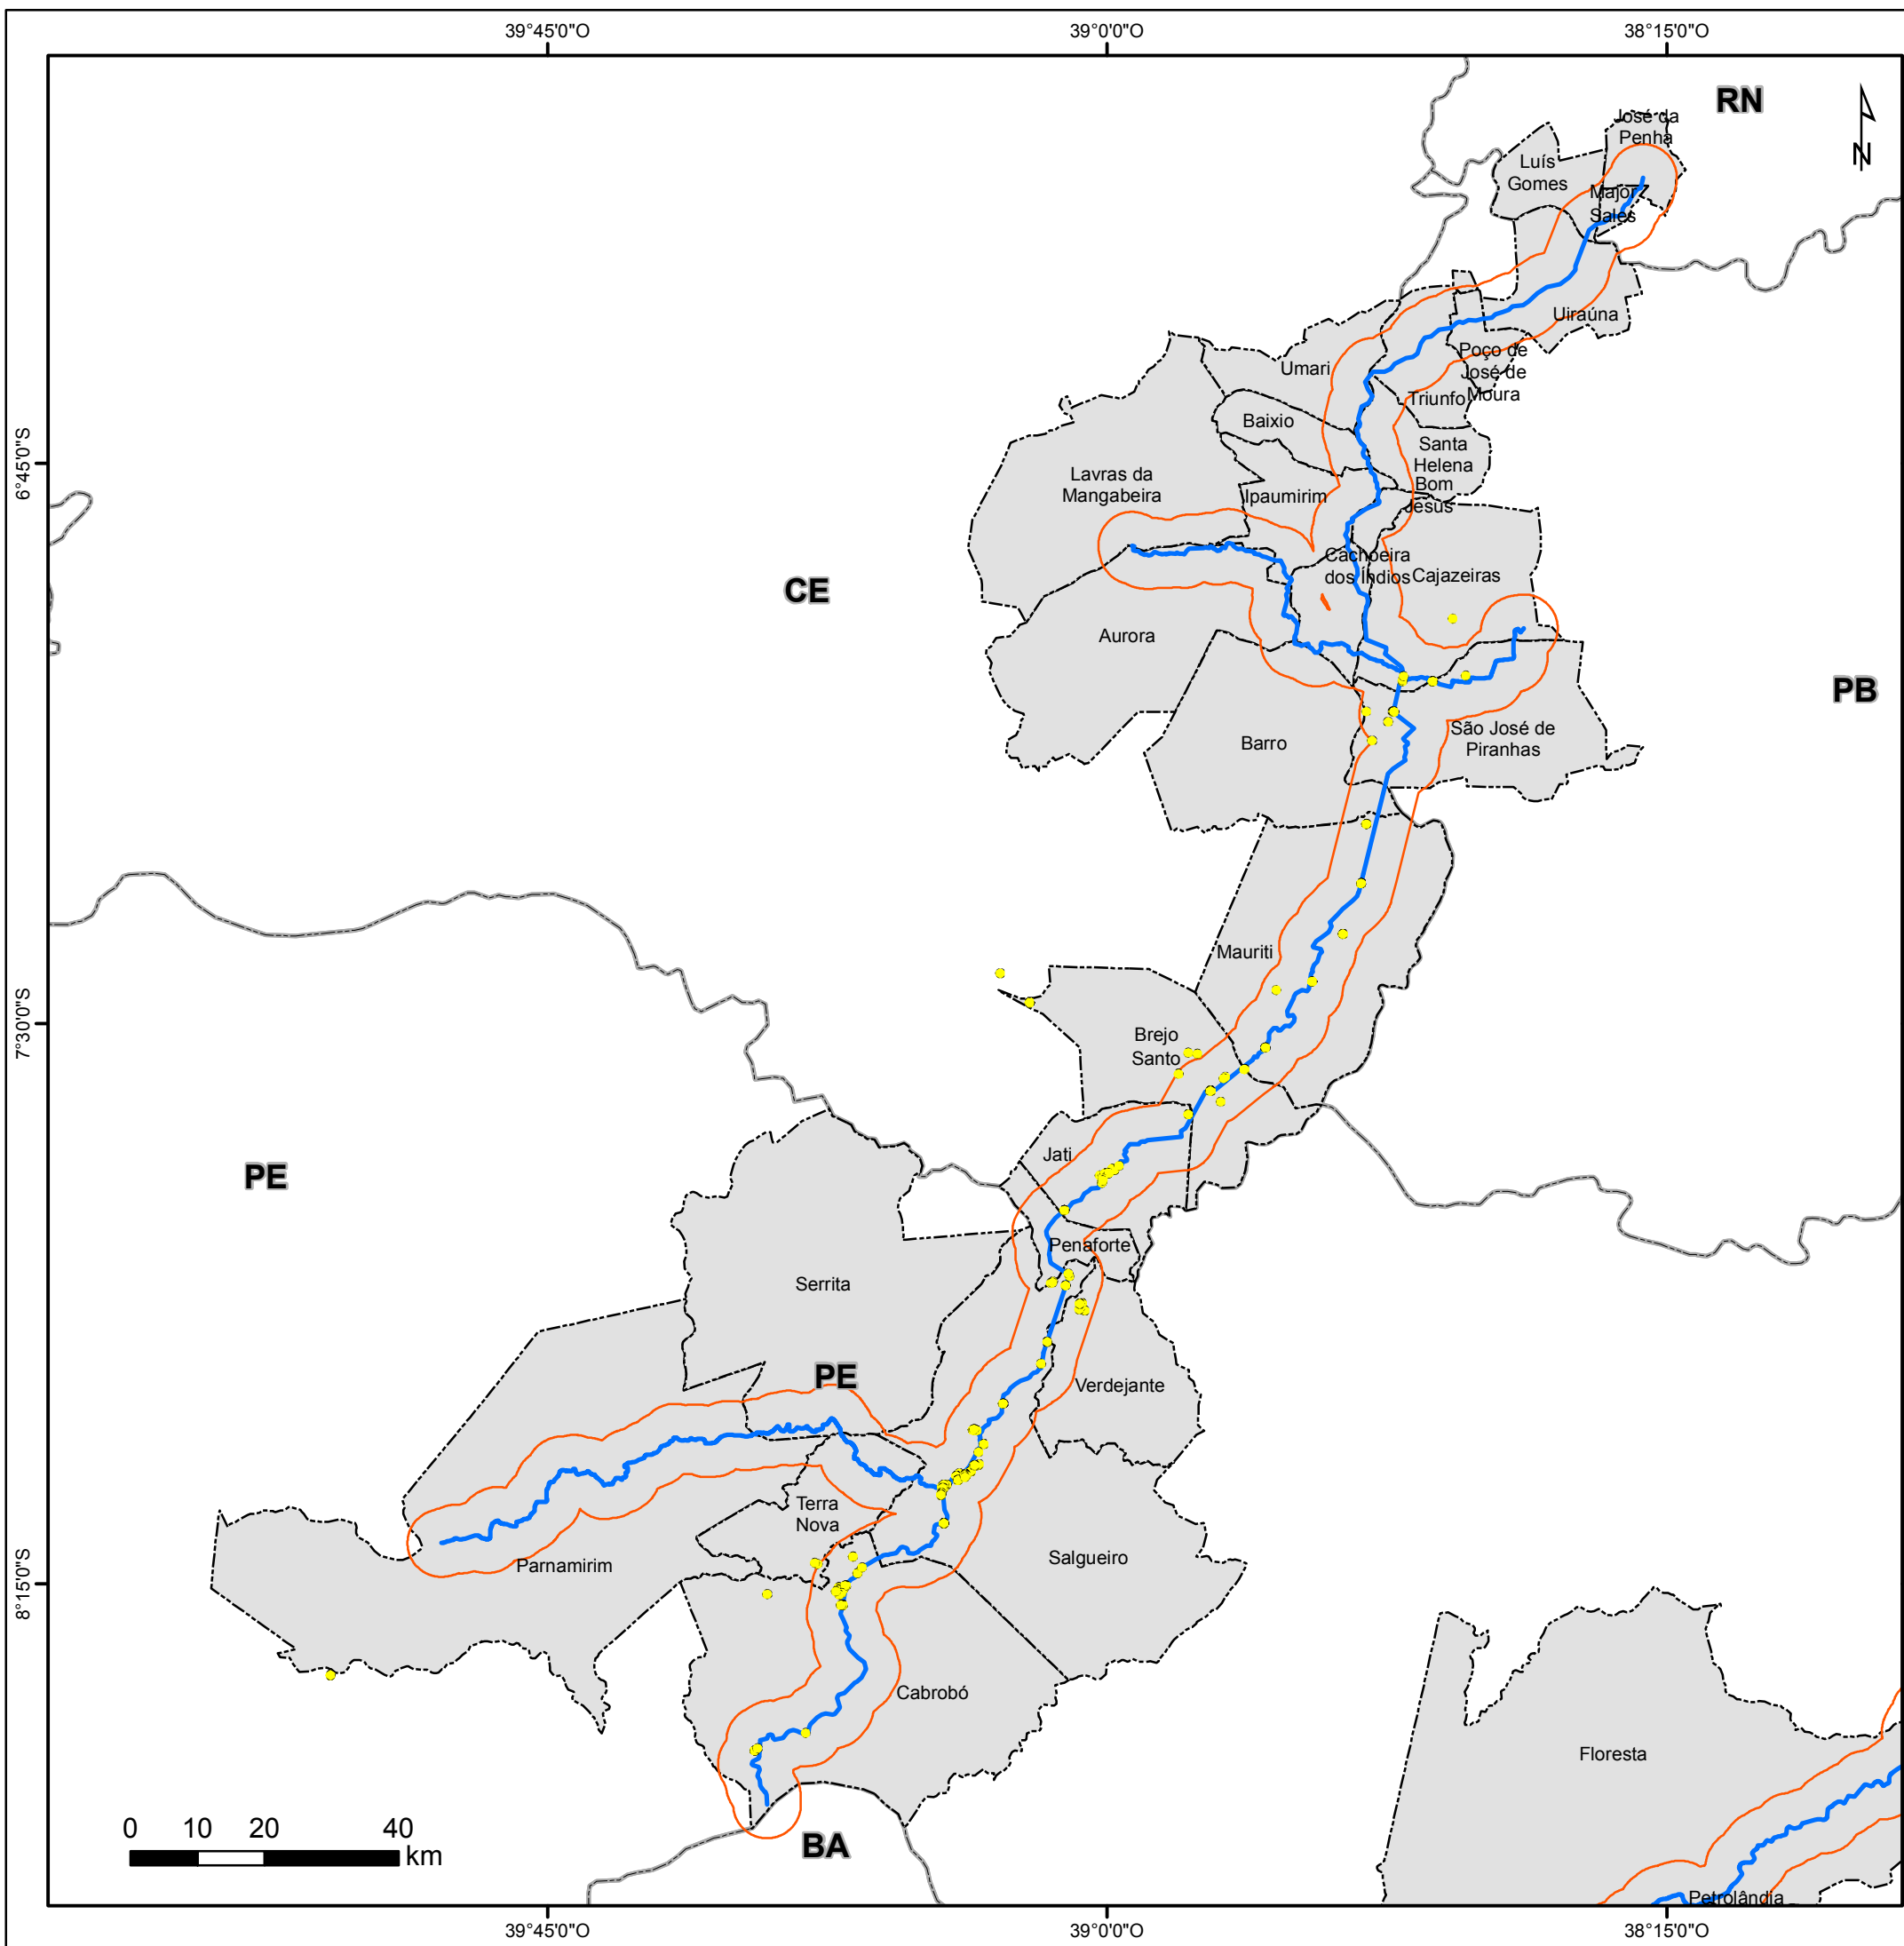 39°45'0"O
39°0'0"O
38°15'0"O
RN
N
José da
Penha
Luís
Gomes
Major
Sales
Uiraúna
Umari
Poço de
José de
Moura
Triunfo
Baixio
6°45'0"S
Santa
Helena
Lavras da
Mangabeira
Ipaumirim
Bom
Jesus
CE
Cachoeira
dos Índios
Cajazeiras
Aurora
PB
Barro
São José de
Piranhas
Mauriti
7°30'0"S
Brejo
Santo
PE
Jati
Penaforte
Serrita
PE
Verdejante
Terra
Nova
Salgueiro
Parnamirim
8°15'0"S
Cabrobó
Floresta
0 10 20 40
km
BA
Petrolândia
39°45'0"O
39°0'0"O
38°15'0"O